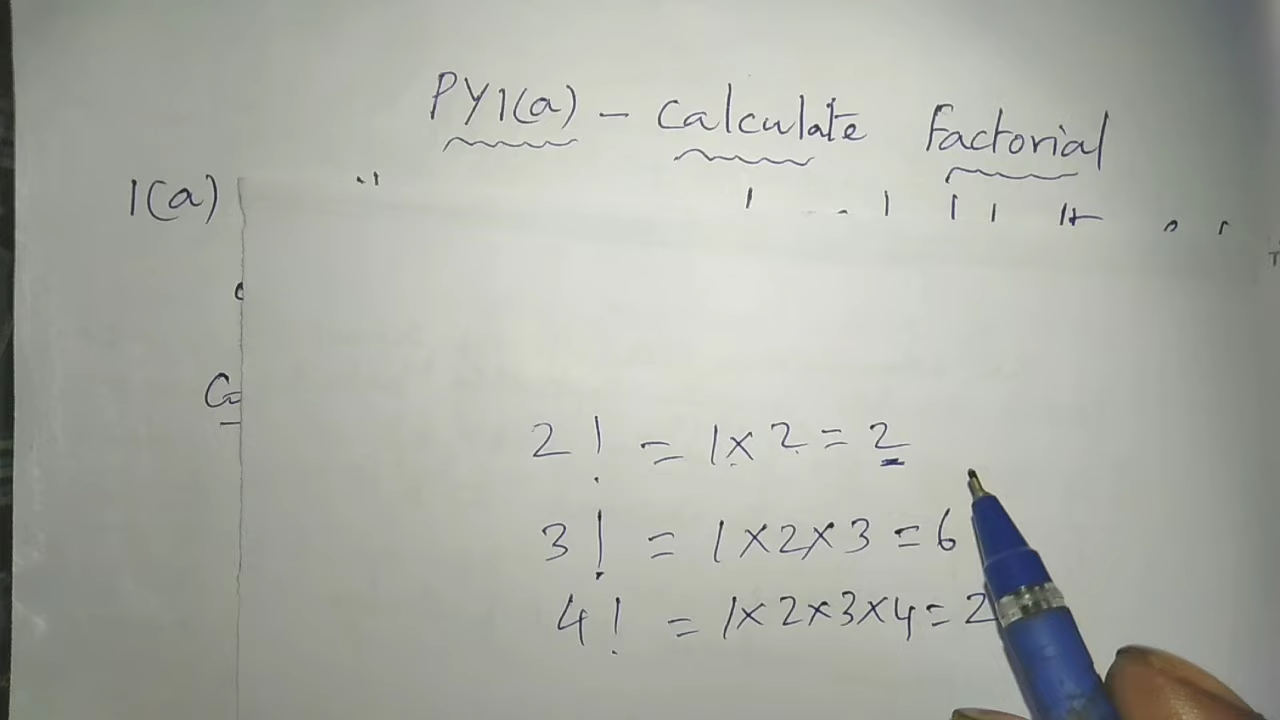 PY1(a) - Calculate Factorial
1(a)
2! = 1 x 2 = 2
3! = 1 x 2 x 3 = 6
4! = 1 x 2 x 3 x 4 = 2